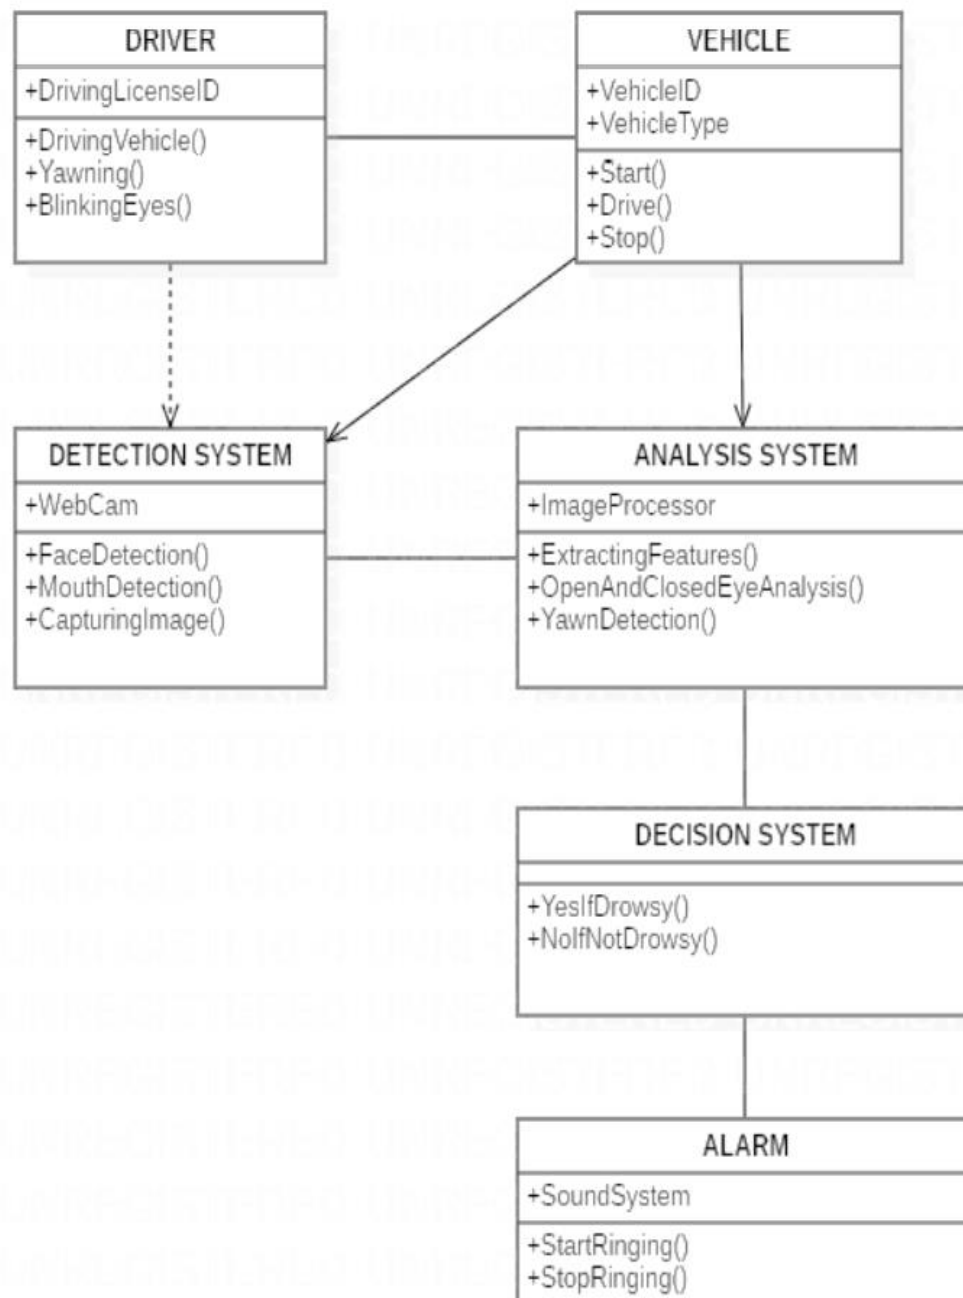 DRIVER
+DrivingLicenseID
+DrivingVehicle()
+Yawning()
+BlinkingEyes()
VEHICLE
+VehicleID
+VehicleType
+Start()
+Drive()
+Stop()
DETECTION SYSTEM
+WebCam
+FaceDetection()
+MouthDetection()
+CapturingImage()
ANALYSIS SYSTEM
+ImageProcessor
+ExtractingFeatures()
+OpenAndClosedEyeAnalysis()
+YawnDetection()
DECISION SYSTEM
+YesIfDrowsy()
+NoIfNotDrowsy()
ALARM
+SoundSystem
+StartRinging()
+StopRinging()